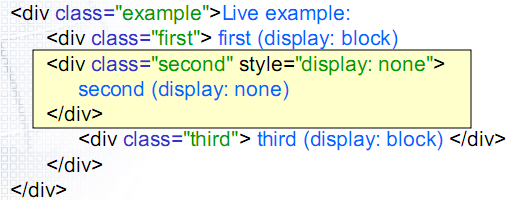 <div class="example">Live example:
<div class="first"> first (display: block)
<div class="second" style="display: none">
second (display: none)
</div>
<div class="third"> third (display: block) </div>
</div>
</div>